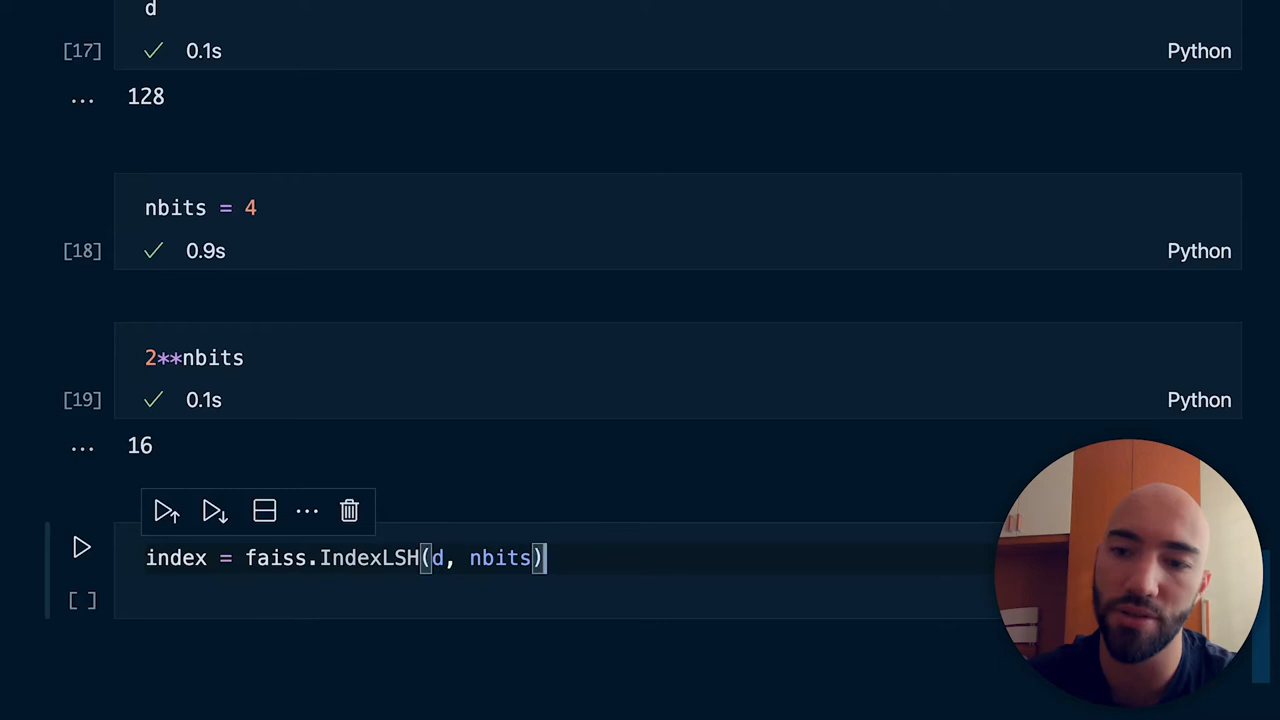 d
[17] 0.1s Python
... 128
nbits = 4
[18] 0.9s Python
2**nbits
[19] 0.1s Python
... 16
...
index = faiss.IndexLSH(d, nbits)
[ ]